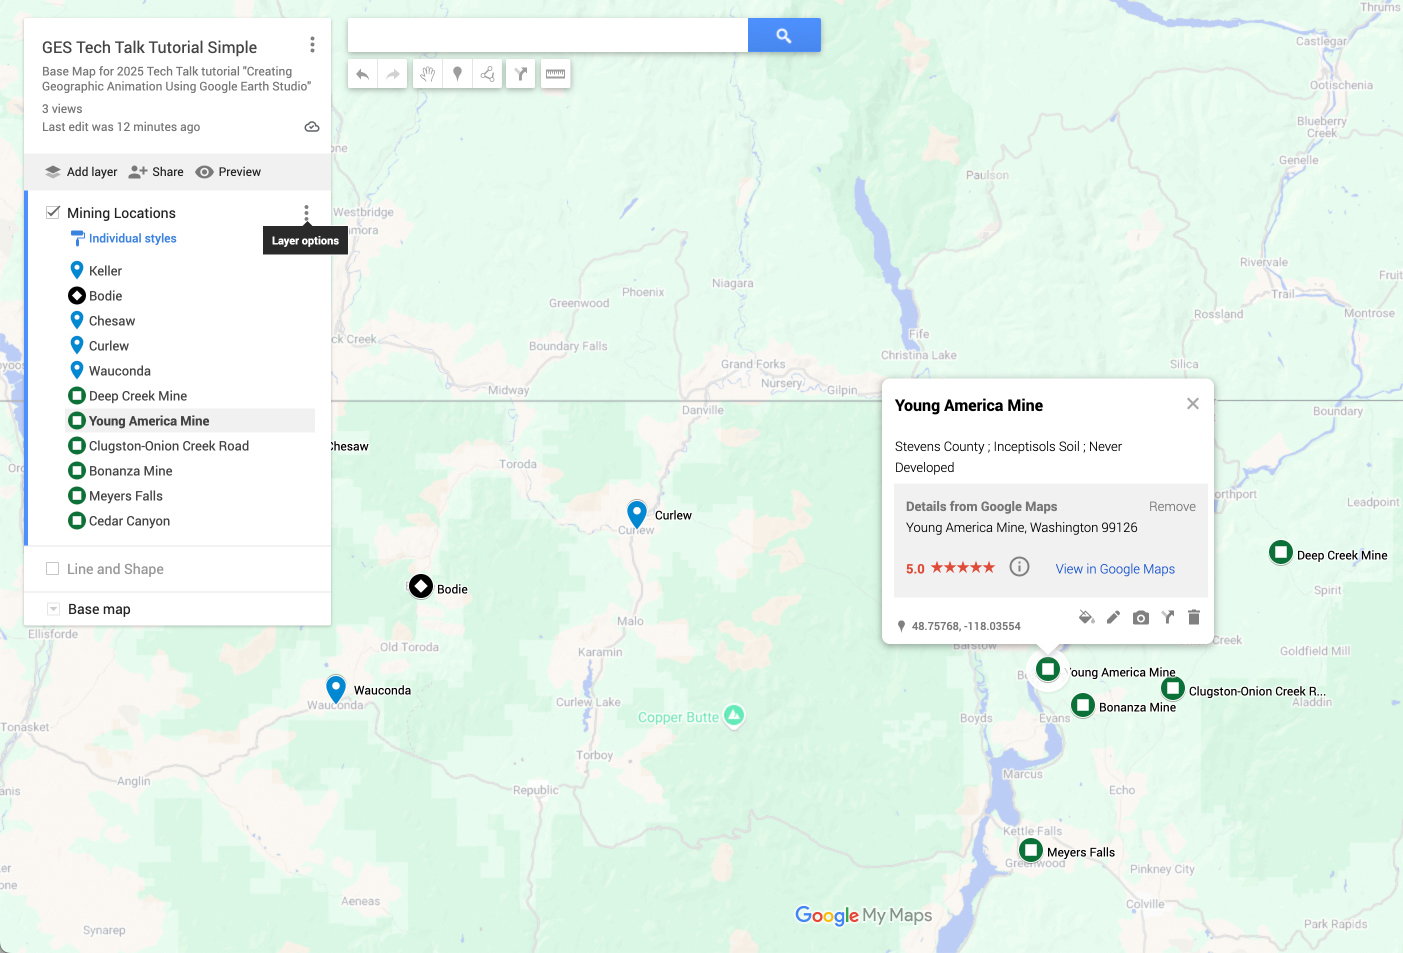 GES Tech Talk Tutorial Simple
Base Map for 2025 Tech Talk tutorial "Creating
Geographic Animation Using Google Earth Studio"
3 views
Last edit was 12 minutes ago
Add layer
Share
Preview
Mining Locations
Layer options
Individual styles
Keller
Bodie
Chesaw
Curlew
Wauconda
Deep Creek Mine
Young America Mine
Clugston-Onion Creek Road
Bonanza Mine
Meyers Falls
Cedar Canyon
Line and Shape
Base map
Thrums
Castlegar
Ootischenia
Blueberry
Creek
Genelle
Paulson
Westbridge
Rivervale
Fruit
Trail
Phoenix
Niagara
Greenwood
Rossland
Montrose
ck Creek
Fife
Boundary Falls
Christina Lake
Grand Forks
Silica
Nursery
Gilpin
Midway
Danville
Boundary
Chesaw
Toroda
Young America Mine
Stevens County ; Inceptisols Soil ; Never
Developed
Details from Google Maps
Remove
Young America Mine, Washington 99126
5.0
View in Google Maps
48.75768, -118.03554
orthport
Leadpoint
Curlew
Curlew
Deep Creek Mine
Bodie
Spirit
Ellisforde
Old Toroda
Karamin
Barstow
Creek
Goldfield Mill
Young America Mine
Wauconda
Wauconda
Clugston-Onion Creek R...
Aladdin
Curlew Lake
Bonanza Mine
Copper Butte
Boyds
Evans
Tonasket
Torboy
Marcus
Anglin
Republic
Echo
Kettle Falls
Meyers Falls
Greenwood
Pinkney City
Aeneas
Colville
Google My Maps
Synarep
Park Rapids